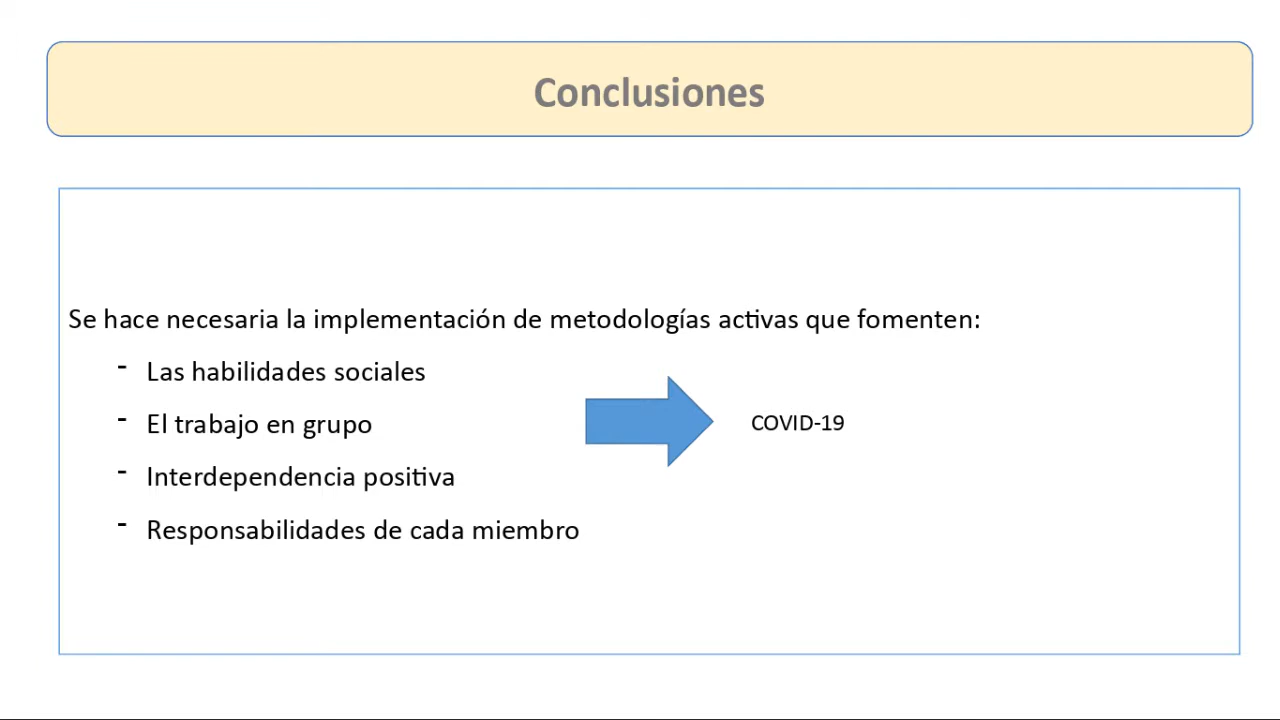 Conclusiones
Se hace necesaria la implementación de metodologías activas que fomenten:
- Las habilidades sociales
- El trabajo en grupo
COVID-19
- Interdependencia positiva
- Responsabilidades de cada miembro